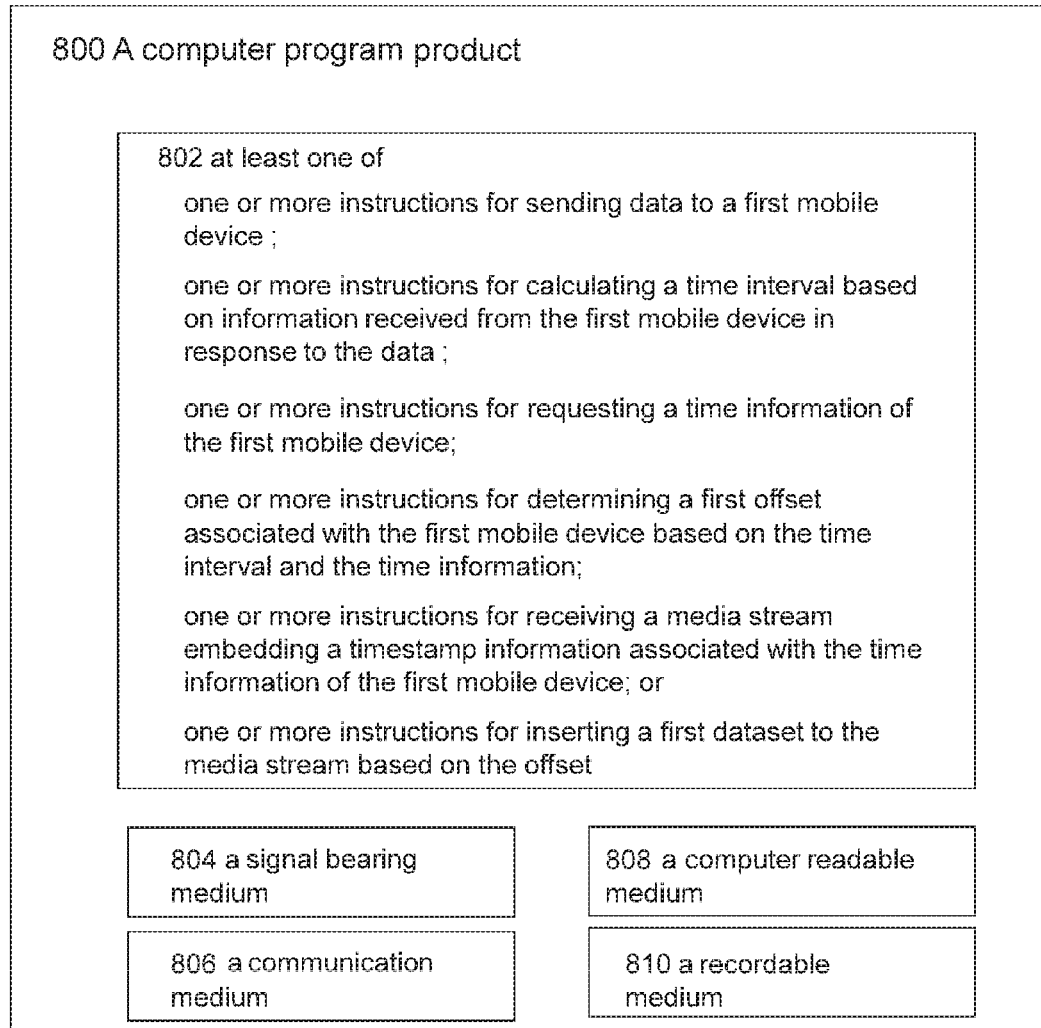 800 A computer program product
802 at least one of
one or more instructions for sending data to a first mobile
device ;
one or more instructions for calculating a time interval based
on information received from the first mobile device in
response to the data ;
one or more instructions for requesting a time information of
the first mobile device;
one or more instructions for determining a first offset
associated with the first mobile device based on the time
interval and the time information;
one or more instructions for receiving a media stream
embedding a timestamp information associated with the time
information of the first mobile device; or
one or more instructions for inserting a first dataset to the
media stream based on the offset
804 a signal bearing
medium
808 a computer readable
medium
806 a communication
medium
810 a recordable
medium